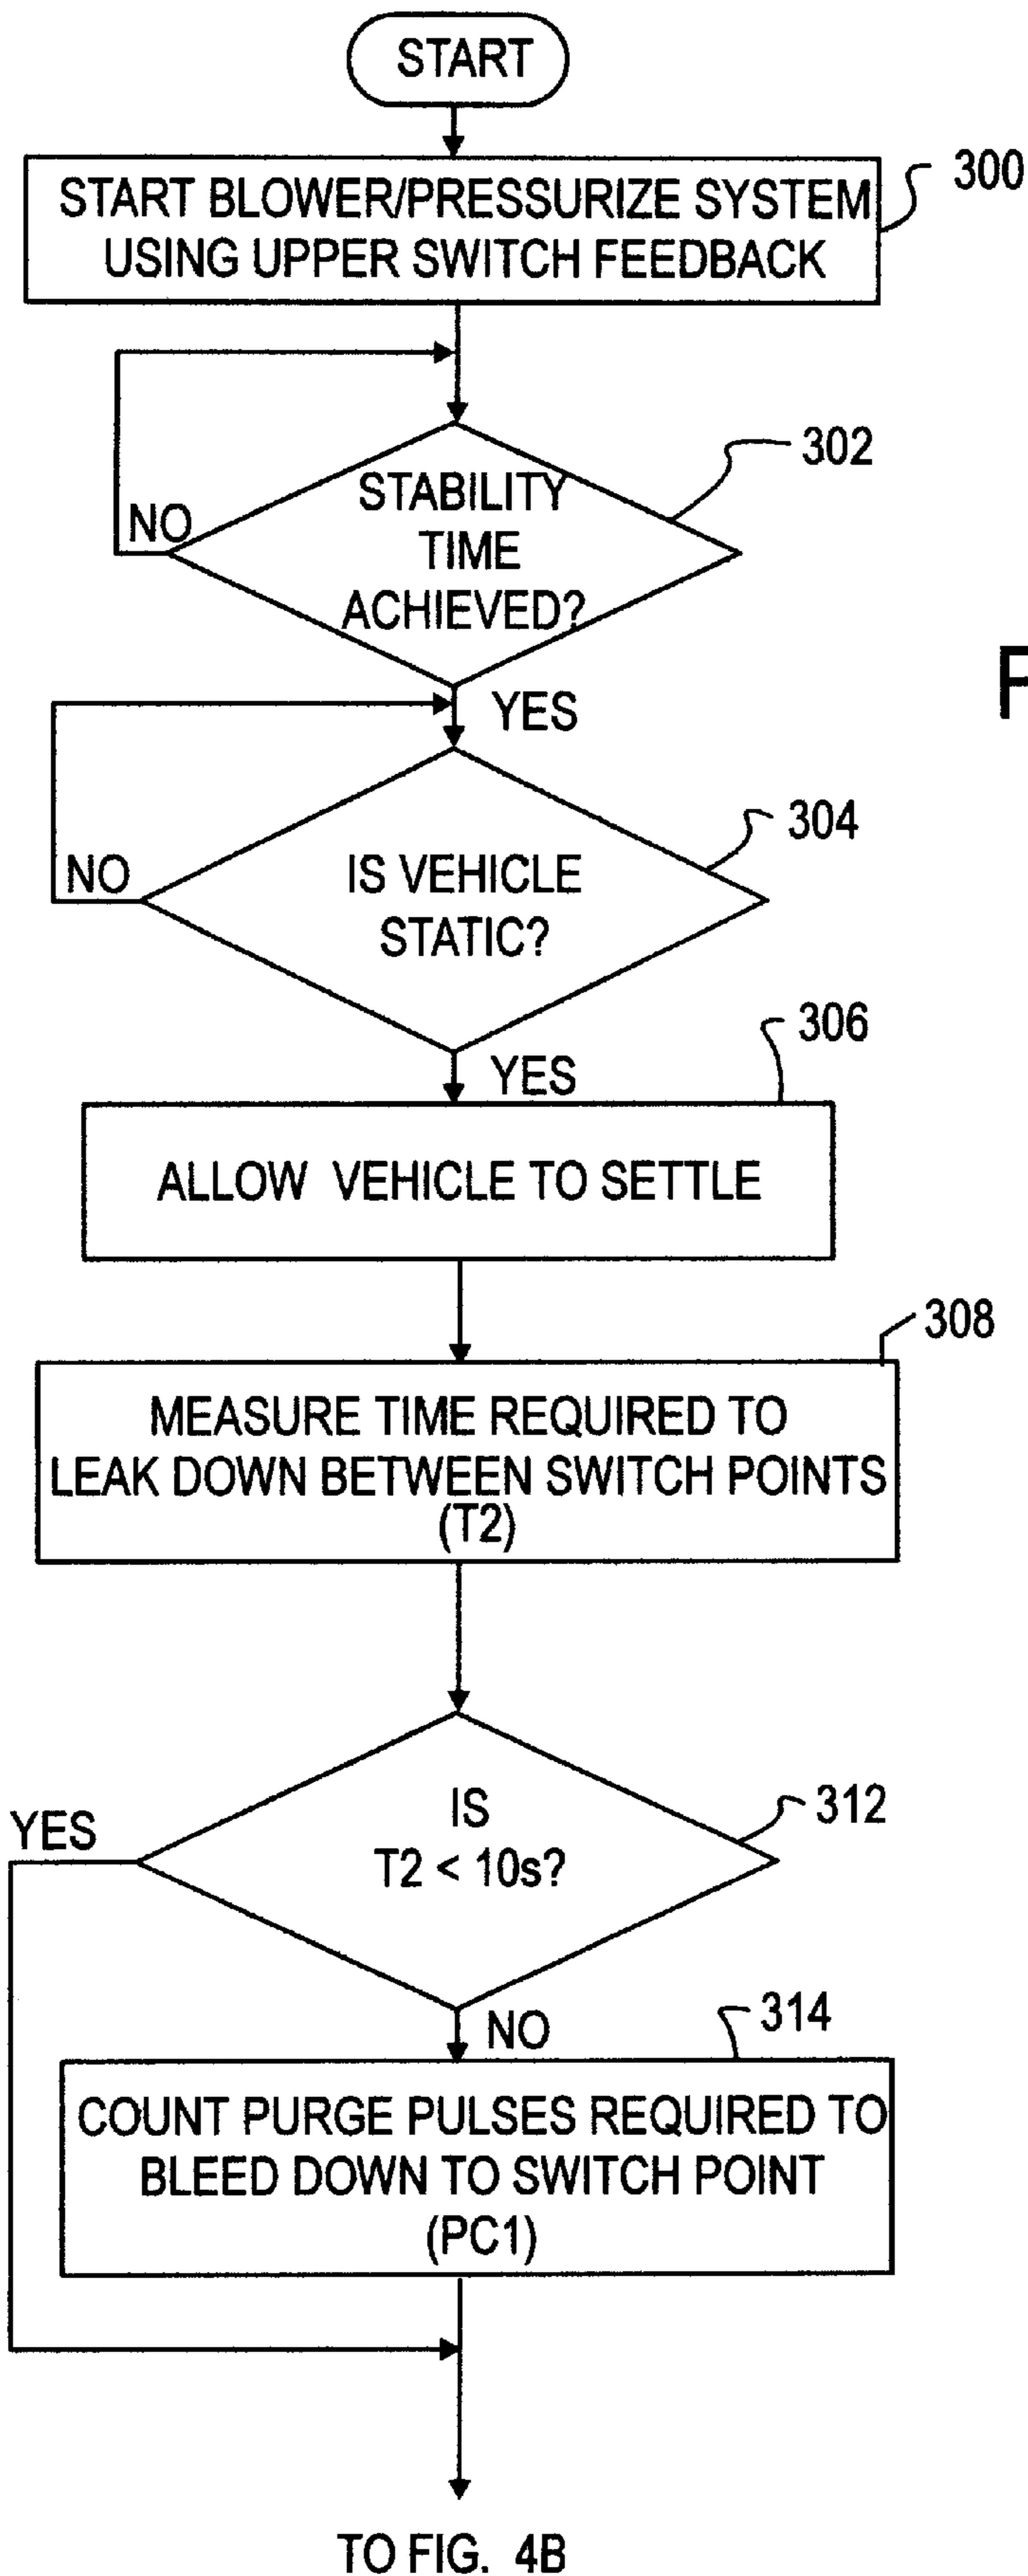 START
START BLOWER/PRESSURIZE SYSTEM
USING UPPER SWITCH FEEDBACK
300
302
STABILITY
TIME
ACHIEVED?
NO
YES
304
IS VEHICLE
STATIC?
NO
YES
306
ALLOW VEHICLE TO SETTLE
308
MEASURE TIME REQUIRED TO
LEAK DOWN BETWEEN SWITCH POINTS
(T2)
312
IS
T2 < 10s?
YES
NO
314
COUNT PURGE PULSES REQUIRED TO
BLEED DOWN TO SWITCH POINT
(PC1)
TO FIG. 4B